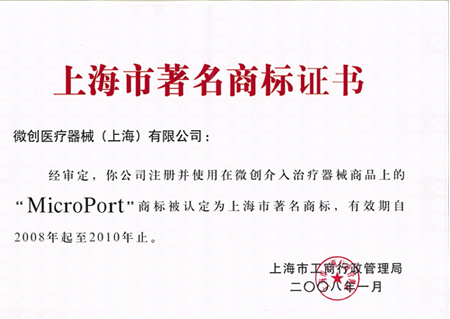 上海市著名商标证书
微创医疗器械（上海）有限公司：
经审定，你公司注册并使用在微创介入治疗器械商品上的
“MicroPort”商标被认定为上海市著名商标，有效期自
2008年起至2010年止。
上海市工商行政管理局
二〇〇八年一月